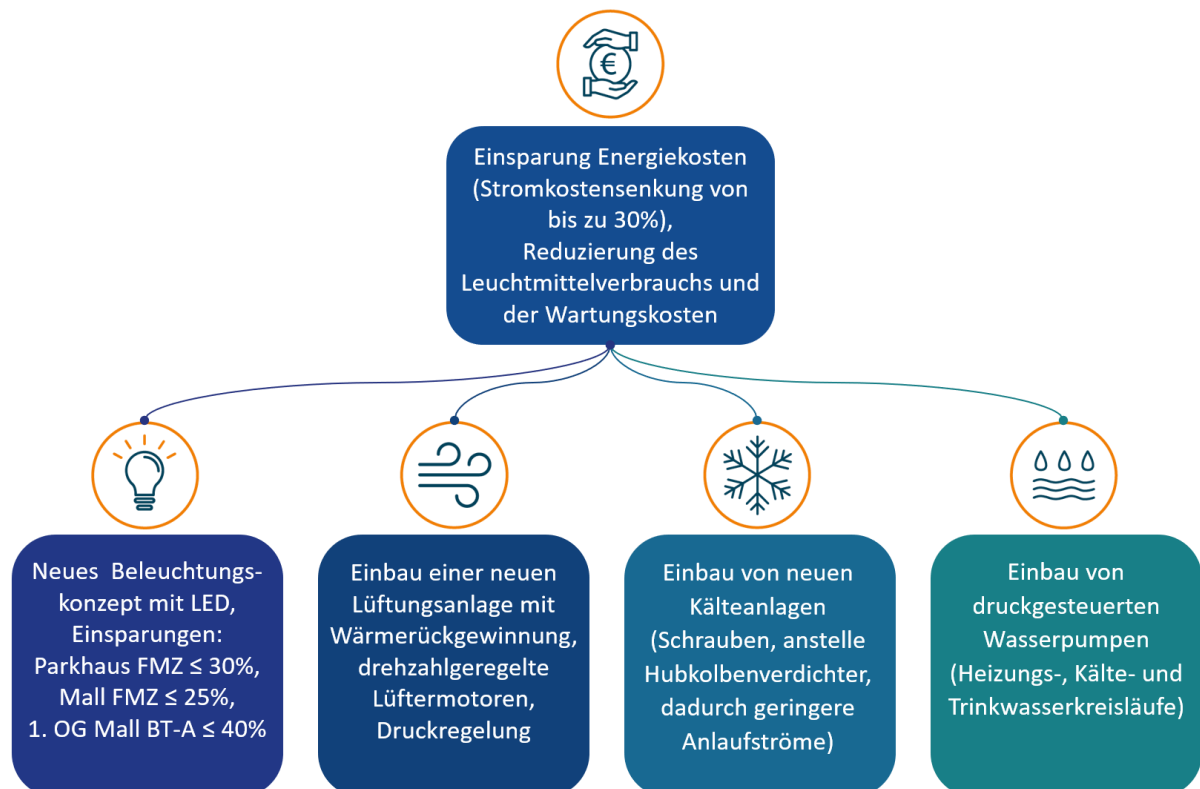 €
Einsparung Energiekosten
(Stromkostensenkung von
bis zu 30%),
Reduzierung des
Leuchtmittelverbrauchs und
der Wartungskosten
Neues Beleuchtungs-
konzept mit LED,
Einsparungen:
Parkhaus FMZ ≤ 30%,
Mall FMZ ≤ 25%,
1. OG Mall BT-A ≤ 40%
Einbau einer neuen
Lüftungsanlage mit
Wärmerückgewinnung,
drehzahlgeregelte
Lüftermotoren,
Druckregelung
Einbau von neuen
Kälteanlagen
(Schrauben, anstelle
Hubkolbenverdichter,
dadurch geringere
Anlaufströme)
Einbau von
druckgesteuerten
Wasserpumpen
(Heizungs-, Kälte- und
Trinkwasserkreisläufe)